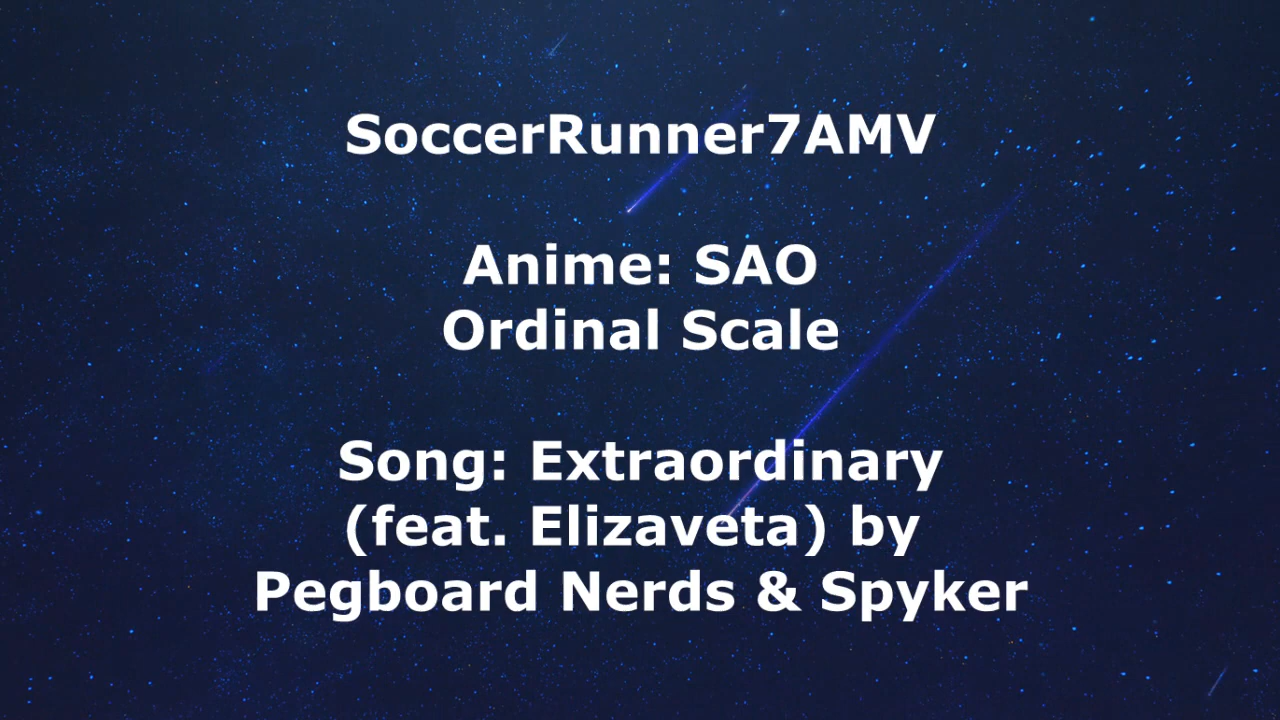 SoccerRunner7AMV
Anime: SAO
Ordinal Scale
Song: Extraordinary
(feat. Elizaveta) by
Pegboard Nerds & Spyker